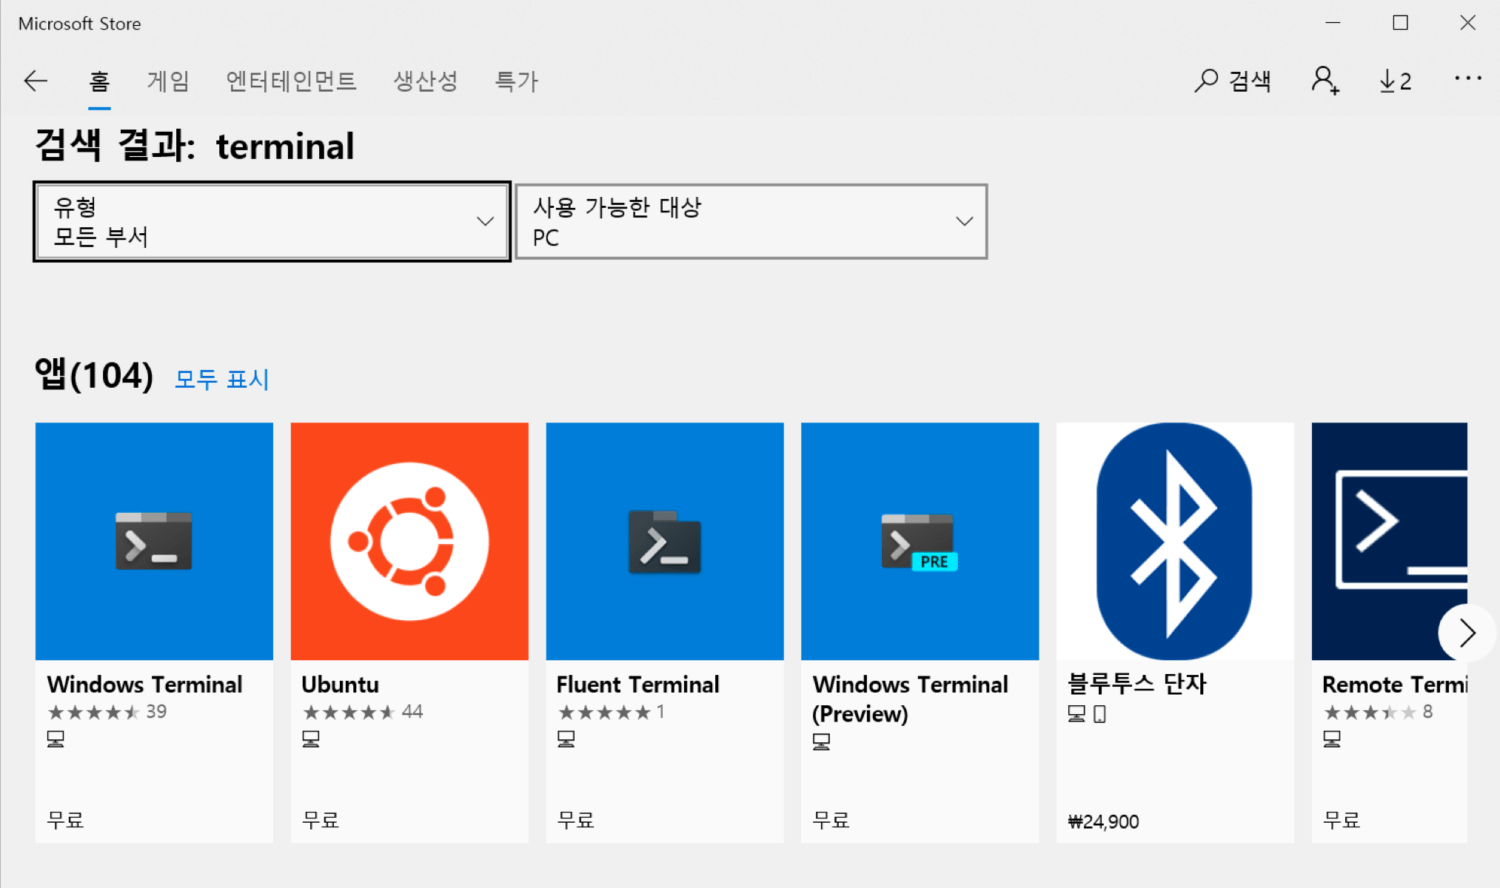 Microsoft Store
홈 게임 엔터테인먼트 생산성 특가 검색 2
검색 결과: terminal
유형
모든 부서
사용 가능한 대상
PC
앱(104) 모두 표시
PRE
Windows Terminal
39
무료
Ubuntu
44
무료
Fluent Terminal
1
무료
Windows Terminal
(Preview)
무료
블루투스 단자
₩24,900
Remote Termi
8
무료